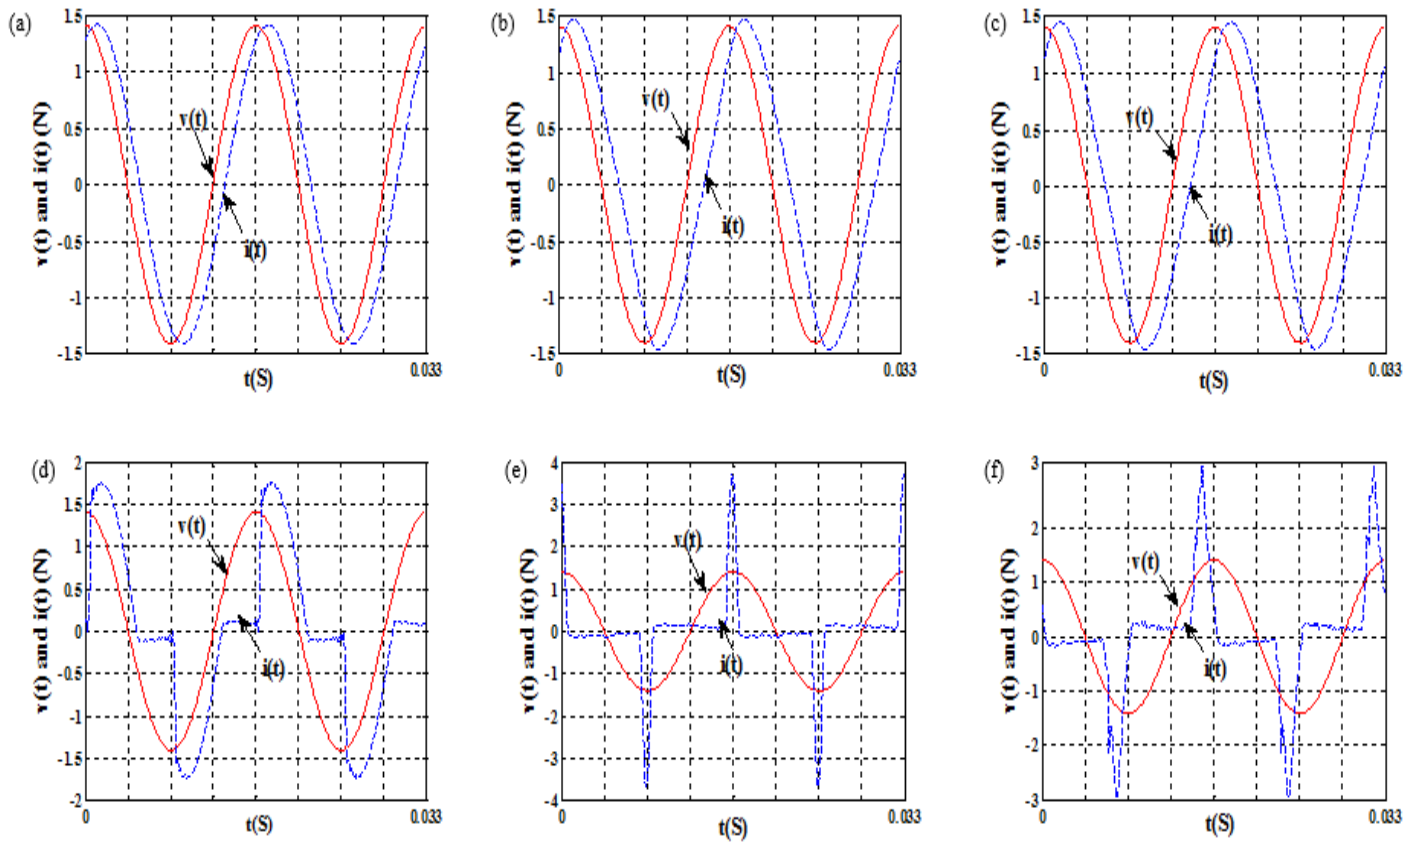 (a)
1.5
1
0.5
0
-0.5
-1
-1.5
v(t) and i(t) (N)
v(t)
i(t)
0
t(S)
0.033
(b)
1.5
1
0.5
0
-0.5
-1
-1.5
v(t) and i(t) (N)
v(t)
i(t)
0
t(S)
0.033
(c)
1.5
1
0.5
0
-0.5
-1
-1.5
v(t) and i(t) (N)
v(t)
i(t)
0
t(S)
0.033
(d)
2
1.5
1
0.5
0
-0.5
-1
-1.5
-2
v(t) and i(t) (N)
v(t)
i(t)
0
t(S)
0.033
(e)
4
3
2
1
0
-1
-2
-3
-4
v(t) and i(t) (N)
v(t)
i(t)
0
t(S)
0.033
(f)
3
2
1
0
-1
-2
-3
v(t) and i(t) (N)
v(t)
i(t)
0
t(S)
0.033